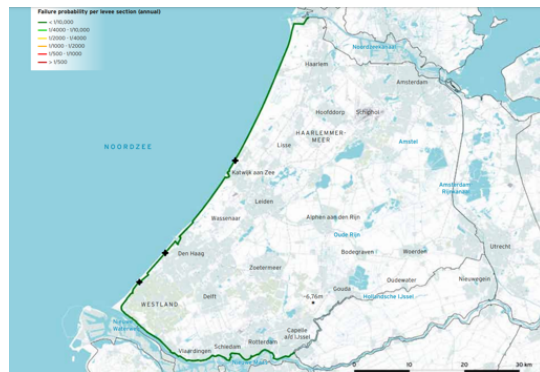 Failure probability per levee section (annual)
< 1/10,000
1/4000 - 1/10,000
1/2000 - 1/4000
1/1000 - 1/2000
1/500 - 1/1000
> 1/500
Noordzeekanaal
Haarlem
Amsterdam
Hoofddorp
Schiphol
HAARLEMMER-
MEER
NOORDZEE
Lisse
Amstel
Katwijk aan Zee
Amsterdam
Rijnkanaal
Leiden
Wassenaar
Alphen aan den Rijn
Oude Rijn
Utrecht
Den Haag
Bodegraven
Woerden
Zoetermeer
Oudewater
Nieuwegein
Gouda
Delft
-6,76m
Hollandsche IJssel
WESTLAND
Nieuwe
Waterweg
Capelle
a/d IJssel
Rotterdam
Schiedam
Vlaardingen
0
10
20
30 km